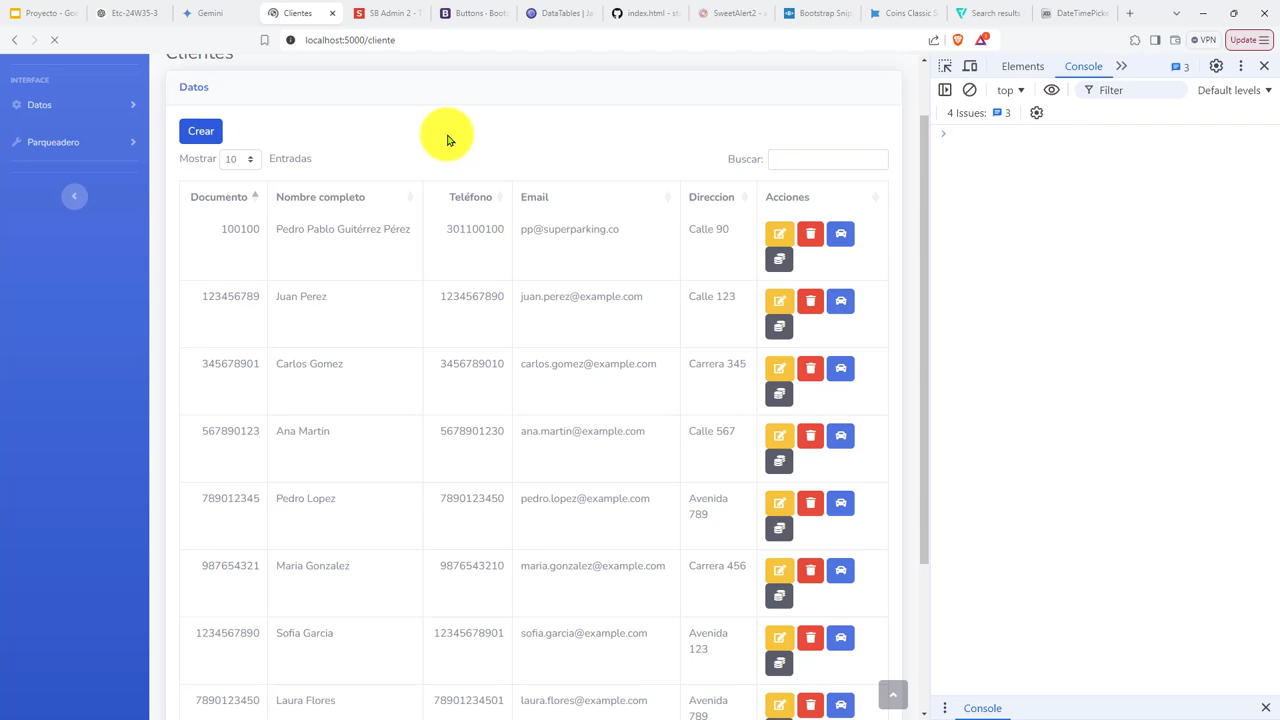 Proyecto - Goo
Etc-24W35-3
Gemini
Clientes
SB Admin 2 - T
Buttons · Boots
DataTables | Ja
index.html - sta
SweetAlert2 - a
Bootstrap Snip
Coins Classic S
Search results
DateTimePicke
localhost:5000/cliente
VPN
Update
Clientes
INTERFACE
Datos
Parqueadero
Datos
Crear
Mostrar 10 Entradas
Buscar:
Documento Nombre completo Teléfono Email Direccion Acciones
100100 Pedro Pablo Guitérrez Pérez 301100100 pp@superparking.co Calle 90
123456789 Juan Perez 1234567890 juan.perez@example.com Calle 123
345678901 Carlos Gomez 3456789010 carlos.gomez@example.com Carrera 345
567890123 Ana Martin 5678901230 ana.martin@example.com Calle 567
789012345 Pedro Lopez 7890123450 pedro.lopez@example.com Avenida
789
987654321 Maria Gonzalez 9876543210 maria.gonzalez@example.com Carrera 456
1234567890 Sofia Garcia 12345678901 sofia.garcia@example.com Avenida
123
7890123450 Laura Flores 78901234501 laura.flores@example.com Avenida
789
Elements
Console
3
top
Filter
Default levels
4 Issues: 3
Console